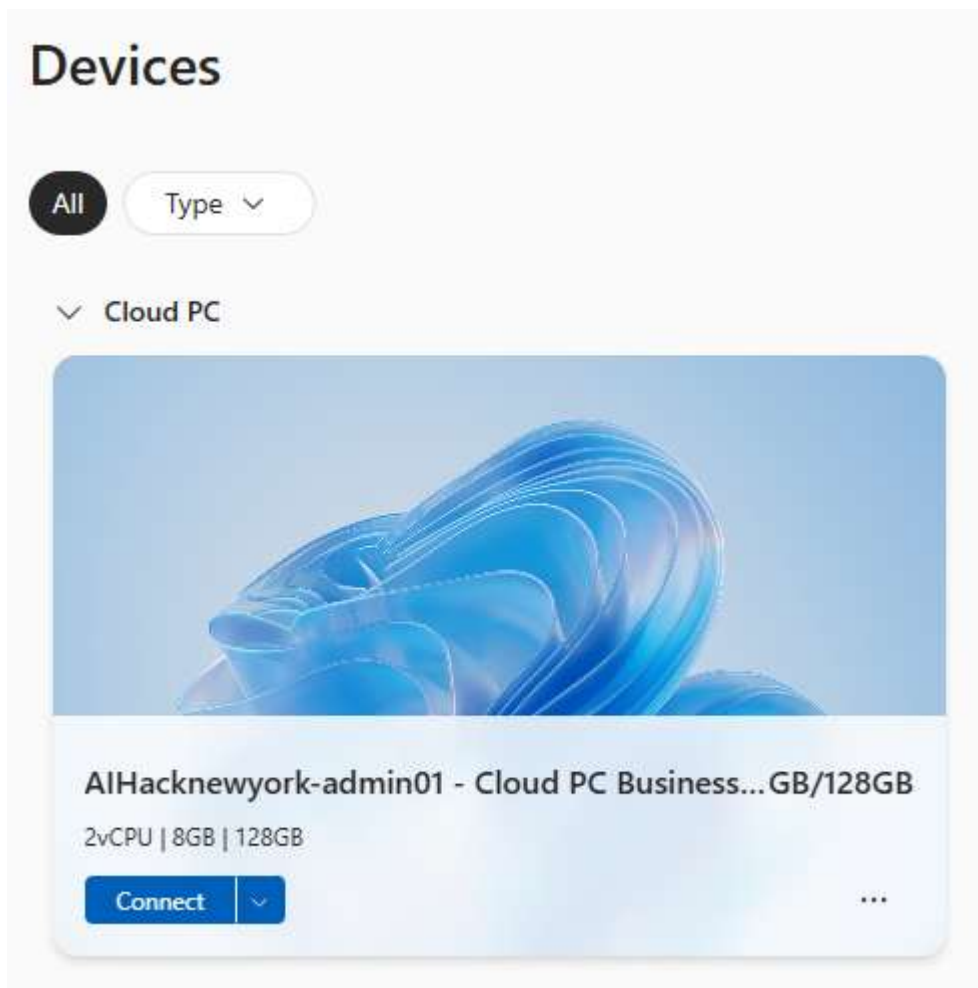 Devices
All
Type
Cloud PC
AIHacknewyork-admin01 - Cloud PC Business...GB/128GB
2vCPU | 8GB | 128GB
Connect
...